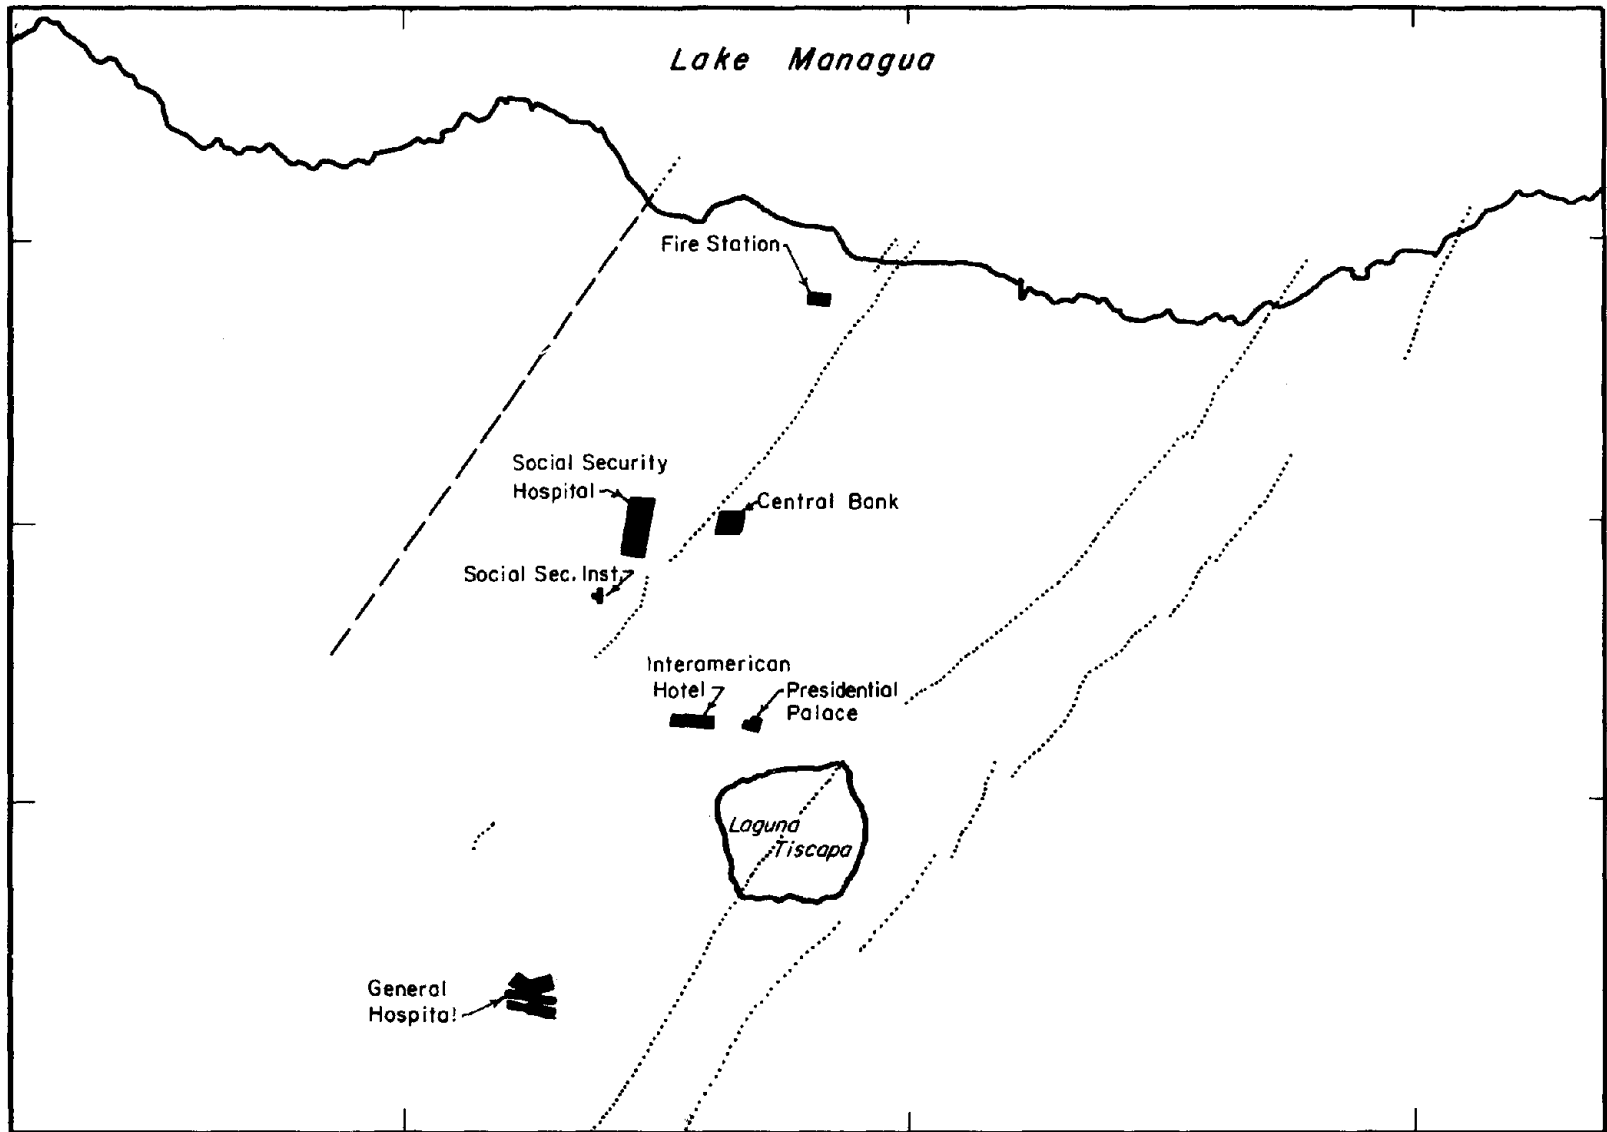 Lake Managua
Fire Station
Social Security
Hospital
Central Bank
Social Sec. Inst.
Interamerican
Hotel
Presidential
Palace
Laguna
Tiscapa
General
Hospital